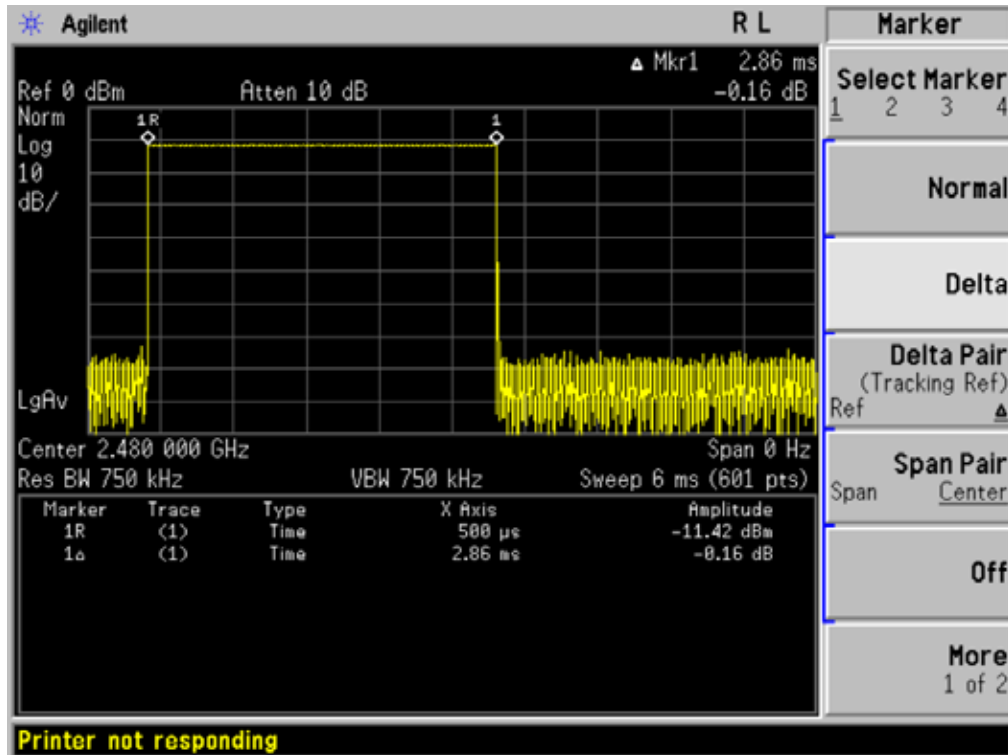 Agilent R L Marker
Δ Mkr1 2.86 ms
Ref 0 dBm Atten 10 dB -0.16 dB
Norm
Log
10
dB/
1R 1
LgAv
Center 2.480 000 GHz Span 0 Hz
Res BW 750 kHz VBW 750 kHz Sweep 6 ms (601 pts)
Marker Trace Type X Axis Amplitude
1R (1) Time 500 µs -11.42 dBm
1Δ (1) Time 2.86 ms -0.16 dB
Select Marker
1 2 3 4
Normal
Delta
Delta Pair
(Tracking Ref)
Ref Δ
Span Pair
Span Center
Off
More
1 of 2
Printer not responding